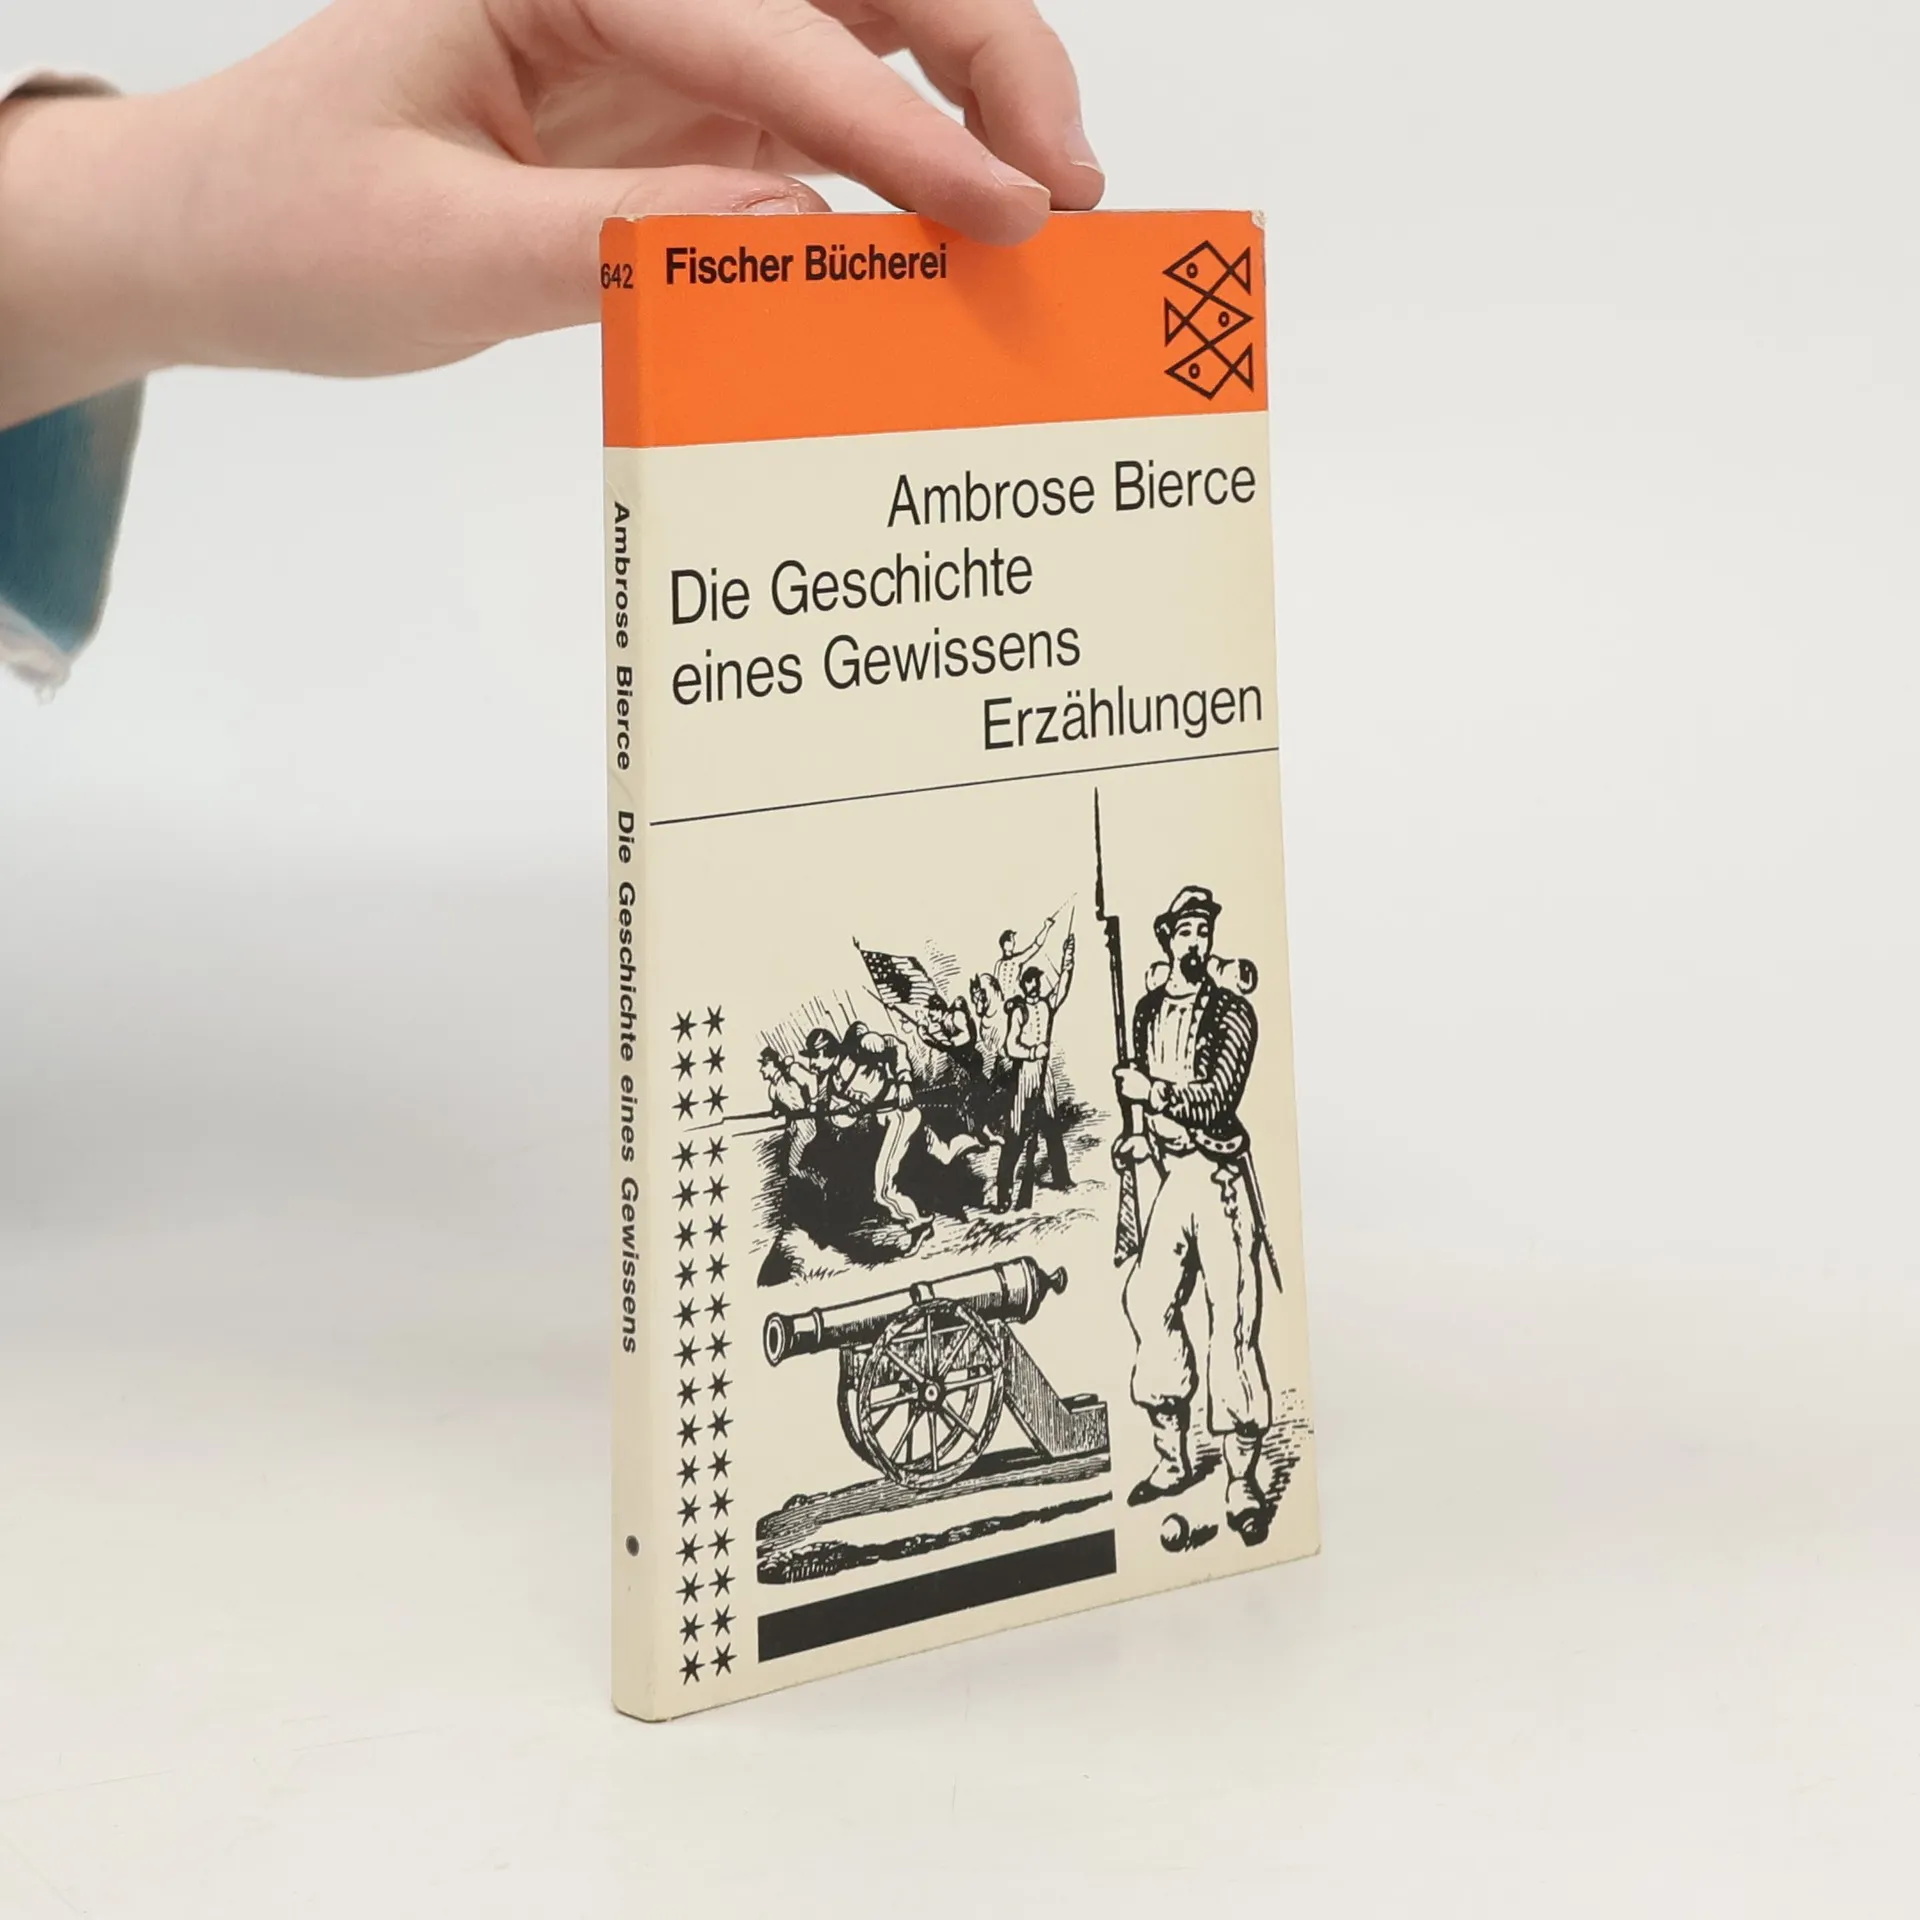 642
Fischer Bücherei
Ambrose Bierce
Die Geschichte
eines Gewissens
Erzählungen
Ambrose Bierce Die Geschichte eines Gewissens